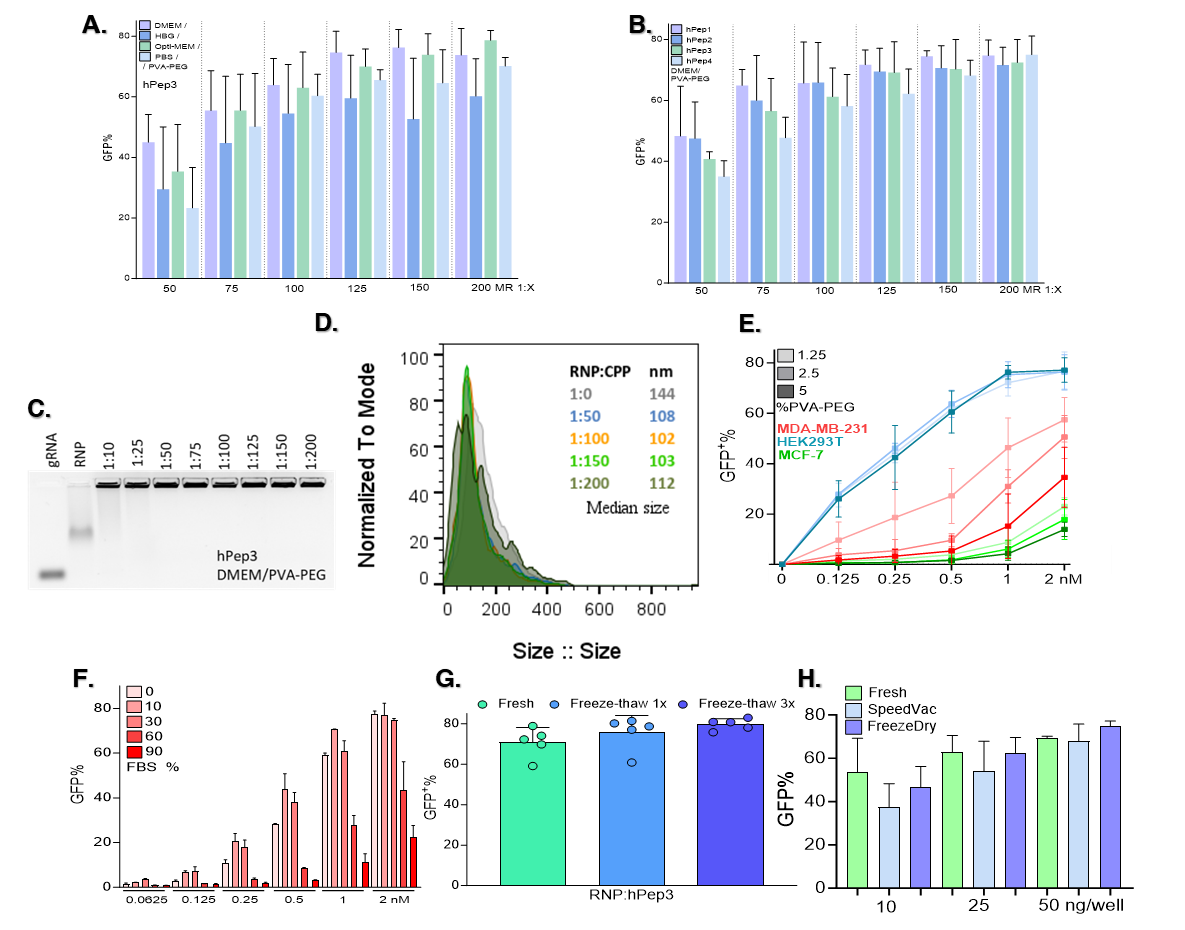 A.
DMEM /
HBG /
Opti-MEM /
PBS /
/ PVA-PEG
hPep3
GFP%
80
60
40
20
0
50 75 100 125 150 200 MR 1:X
B.
hPep1
hPep2
hPep3
hPep4
DMEM/
PVA-PEG
GFP%
80
60
40
20
0
50 75 100 125 150 200 MR 1:X
C.
gRNA RNP 1:10 1:25 1:50 1:75 1:100 1:125 1:150 1:200
hPep3
DMEM/PVA-PEG
D.
Normalized To Mode
100
80
60
40
20
0
RNP:CPP nm
1:0 144
1:50 108
1:100 102
1:150 103
1:200 112
Median size
0 200 400 600 800
Size :: Size
E.
1.25
2.5
5
%PVA-PEG
MDA-MB-231
HEK293T
MCF-7
GFP+%
80
60
40
20
0 0.125 0.25 0.5 1 2 nM
F.
0
10
30
60
90
FBS %
GFP%
80
60
40
20
0
0.0625 0.125 0.25 0.5 1 2 nM
G.
Fresh Freeze-thaw 1x Freeze-thaw 3x
GFP+%
80
60
40
20
0
RNP:hPep3
H.
Fresh
SpeedVac
FreezeDry
GFP%
80
60
40
20
0
10 25 50 ng/well